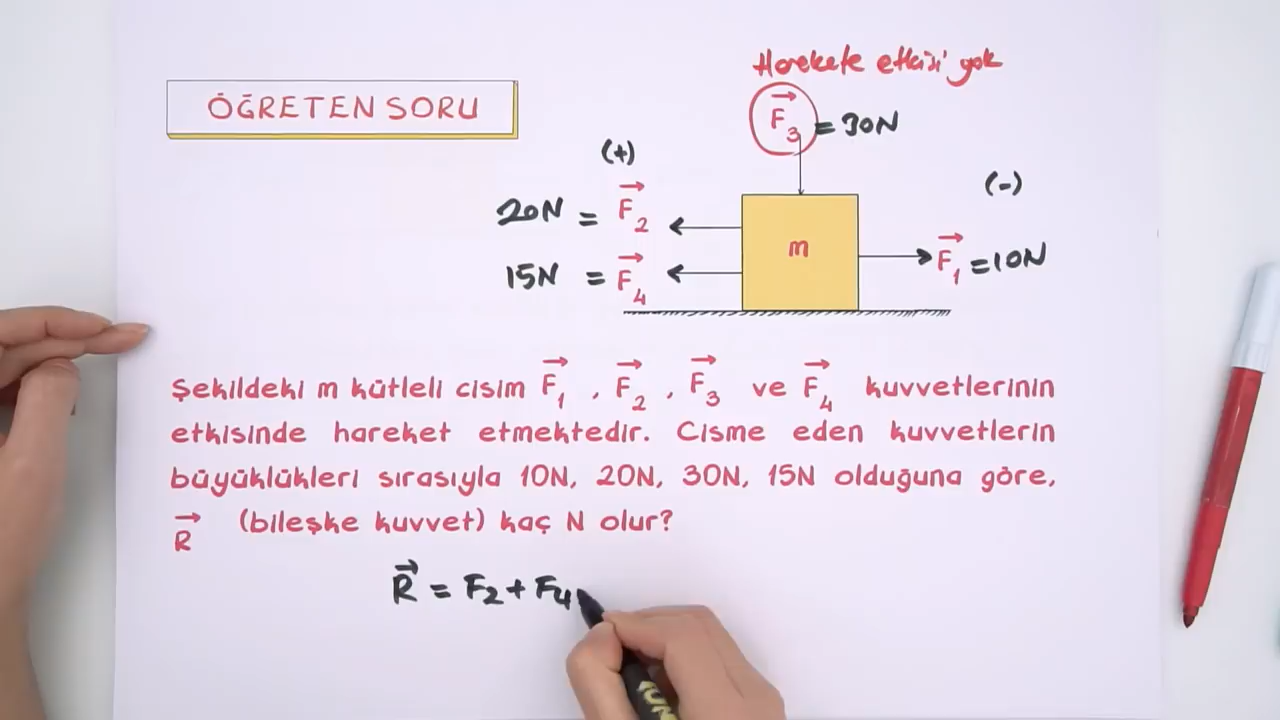 Harekete etkisi yok
ÖĞRETEN SORU
F3 = 30N
(+)
(-)
20N = F2
m
F1 = 10N
15N = F4
Şekildeki m kütleli cisim F1 , F2 , F3 ve F4 kuvvetlerinin
etkisinde hareket etmektedir. Cisme eden kuvvetlerin
büyüklükleri sırasıyla 10N, 20N, 30N, 15N olduğuna göre,
R (bileşke kuvvet) kaç N olur?
R = F2 + F4